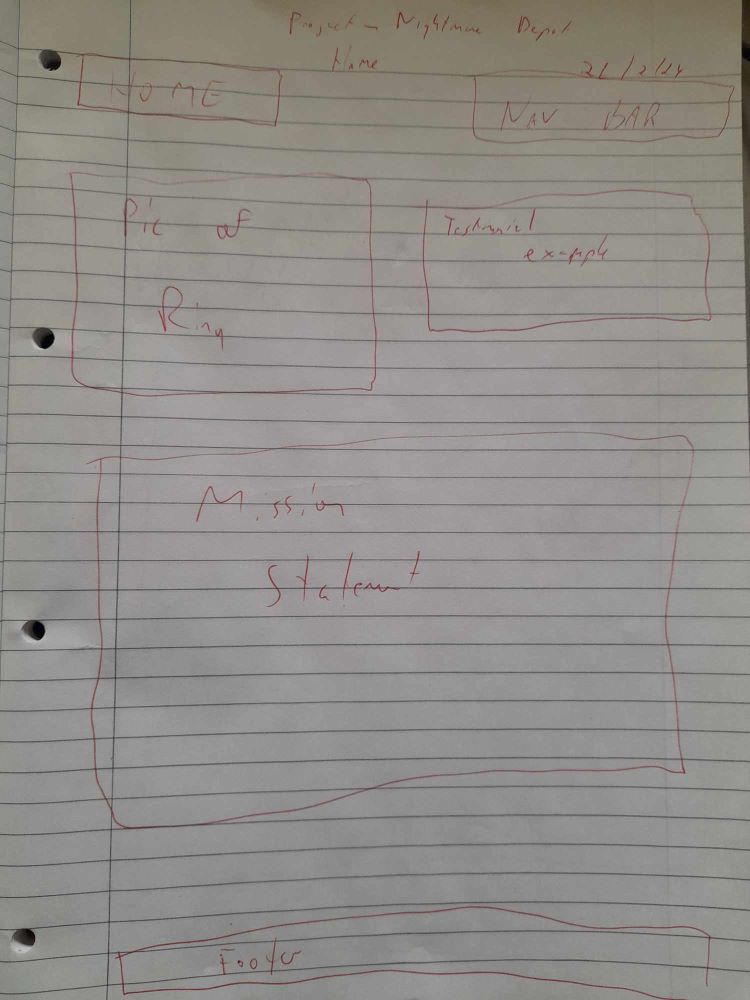 Project - Nightmare Depot
Home
21/2/24
HOME
NAV BAR
Pic of
Ring
Testimonial
example
Mission
Statement
Footer